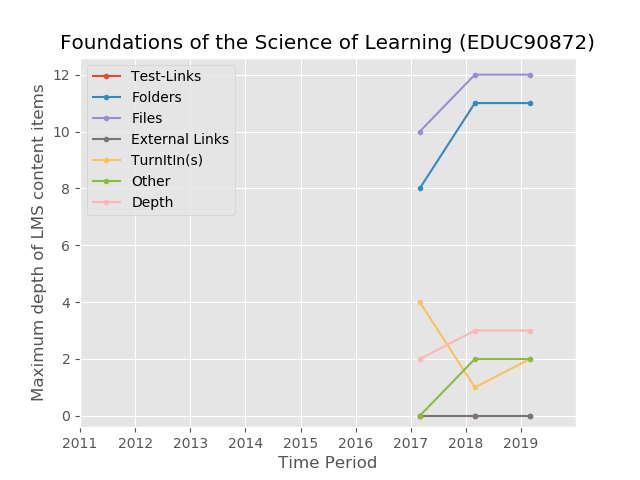 Foundations of the Science of Learning (EDUC90872)
Test-Links
Folders
Files
External Links
TurnItIn(s)
Other
Depth
Maximum depth of LMS content items
12
10
8
6
4
2
0
2011 2012 2013 2014 2015 2016 2017 2018 2019
Time Period